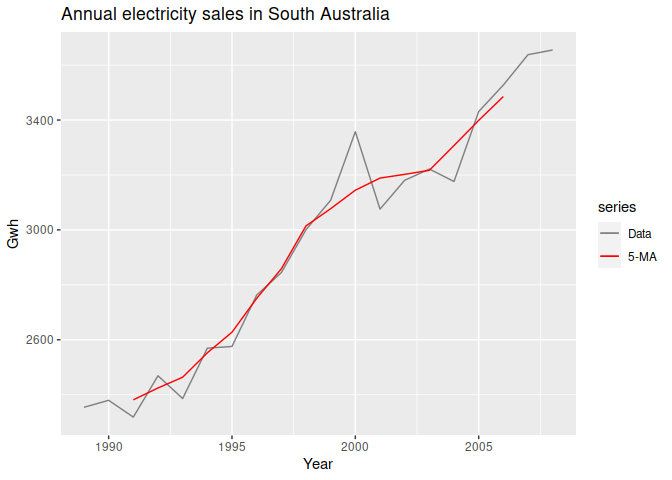 Annual electricity sales in South Australia
3400
3000
2600
Gwh
1990 1995 2000 2005
Year
series
Data
5-MA